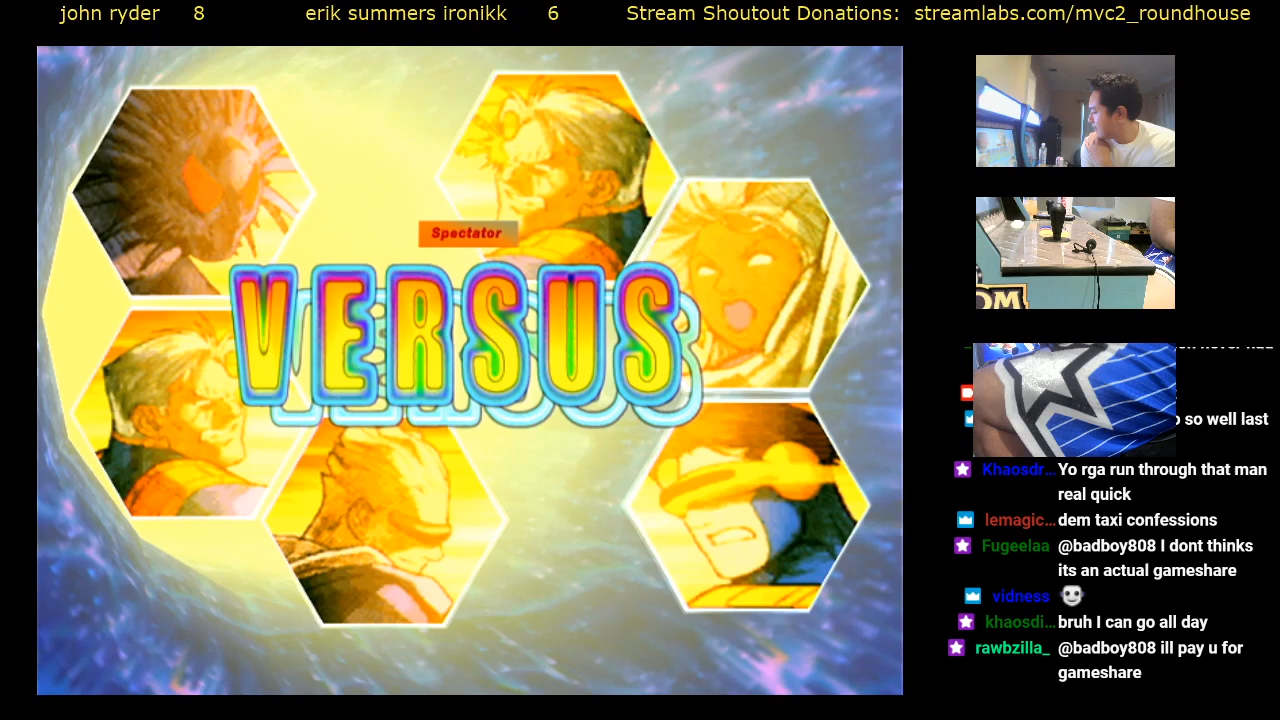 john ryder 8 erik summers ironikk 6 Stream Shoutout Donations: streamlabs.com/mvc2_roundhouse
Spectator
VERSUS
OM
so well last
Khaosdr... Yo rga run through that man
real quick
lemagic... dem taxi confessions
Fugeelaa @badboy808 I dont thinks
its an actual gameshare
vidness
khaosdi... bruh I can go all day
rawbzilla_ @badboy808 ill pay u for
gameshare